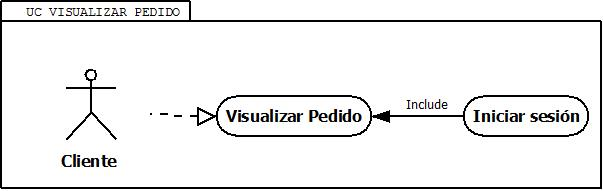 UC VISUALIZAR PEDIDO
Include
Visualizar Pedido
Iniciar sesión
Cliente